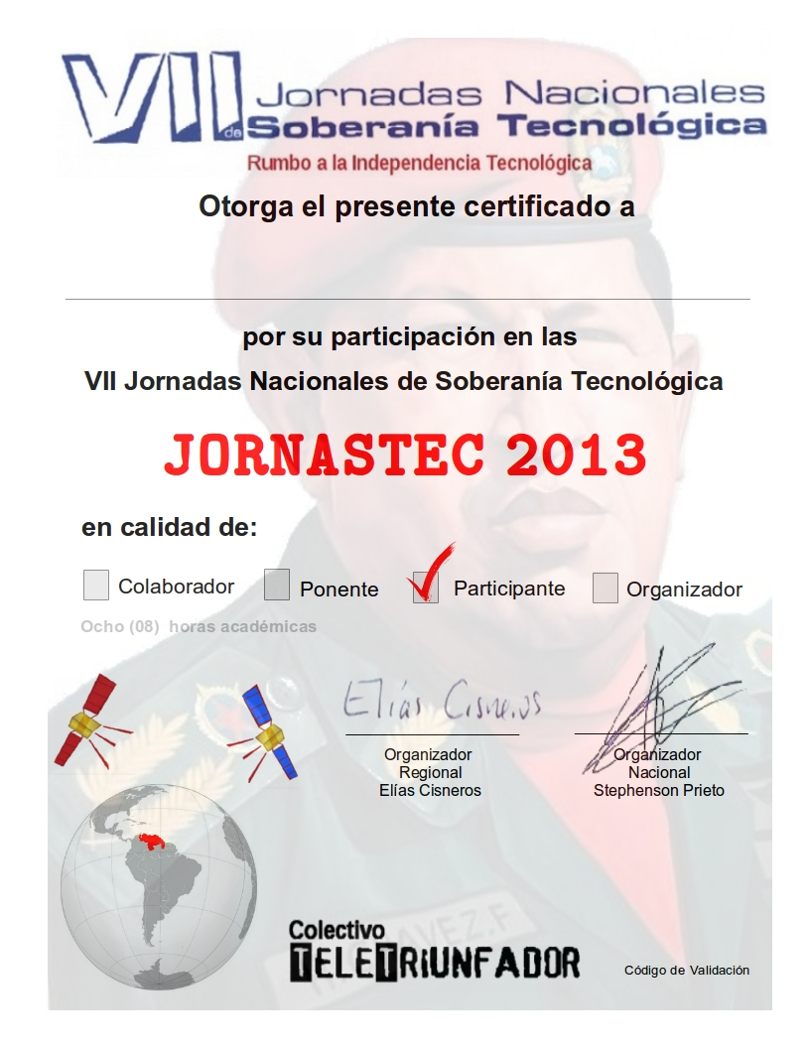 VII Jornadas Nacionales
de Soberanía Tecnológica
Rumbo a la Independencia Tecnológica
Otorga el presente certificado a
por su participación en las
VII Jornadas Nacionales de Soberanía Tecnológica
JORNASTEC 2013
en calidad de:
Colaborador Ponente Participante Organizador
Ocho (08) horas académicas
Elías Cisneros
Organizador
Regional
Elías Cisneros
Organizador
Nacional
Stephenson Prieto
Colectivo
TELETRIUNFADOR
Código de Validación